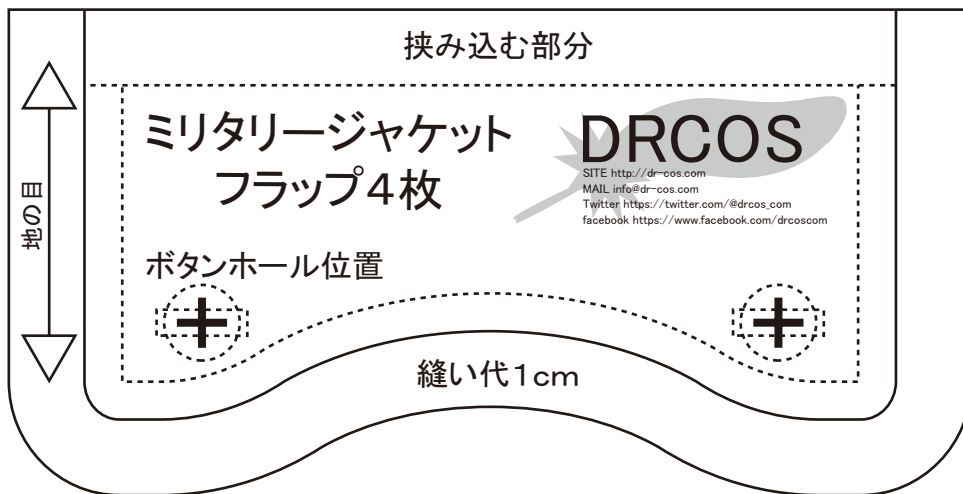 挟み込む部分
ミリタリージャケット
フラップ４枚
DRCOS
SITE http://dr-cos.com
MAIL info@dr-cos.com
Twitter https://twitter.com/@drcos_com
facebook https://www.facebook.com/drcoscom
地の目
ボタンホール位置
縫い代１cm